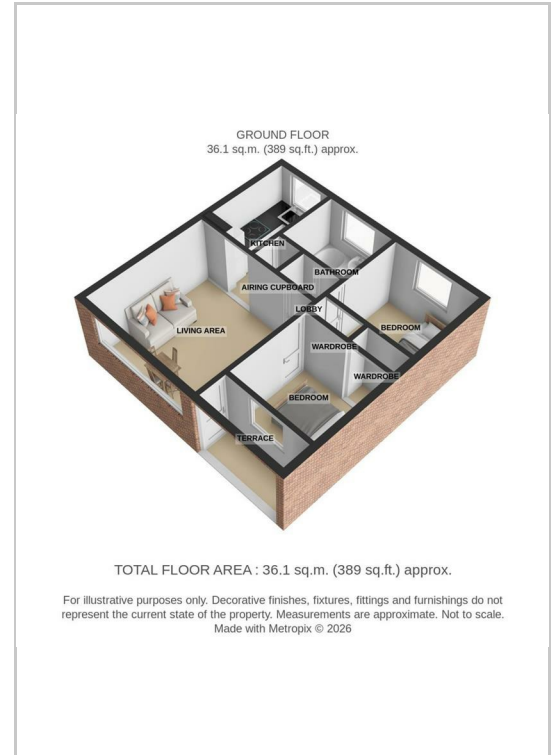 GROUND FLOOR
36.1 sq.m. (389 sq.ft.) approx.
KITCHEN
BATHROOM
AIRING CUPBOARD
LOBBY
LIVING AREA
BEDROOM
WARDROBE
WARDROBE
BEDROOM
TERRACE
TOTAL FLOOR AREA : 36.1 sq.m. (389 sq.ft.) approx.
For illustrative purposes only. Decorative finishes, fixtures, fittings and furnishings do not
represent the current state of the property. Measurements are approximate. Not to scale.
Made with Metropix © 2026